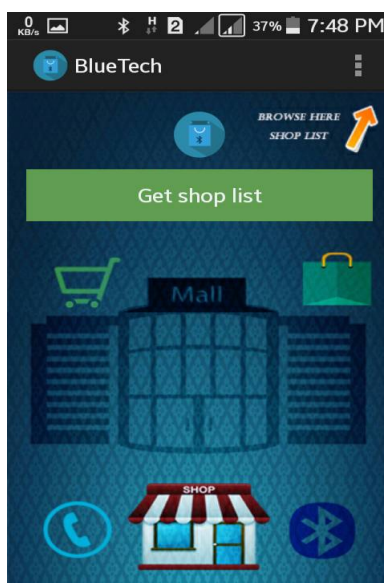 0
KB/s
H
2
37%
7:48 PM
BlueTech
BROWSE HERE
SHOP LIST
Get shop list
Mall
SHOP